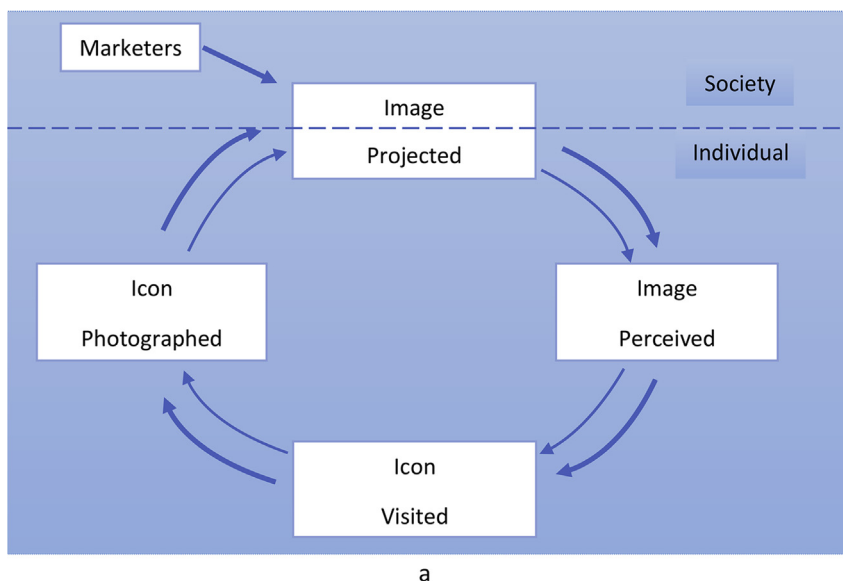 Marketers
Image
Projected
Society
Individual
Icon
Photographed
Image
Perceived
Icon
Visited
a